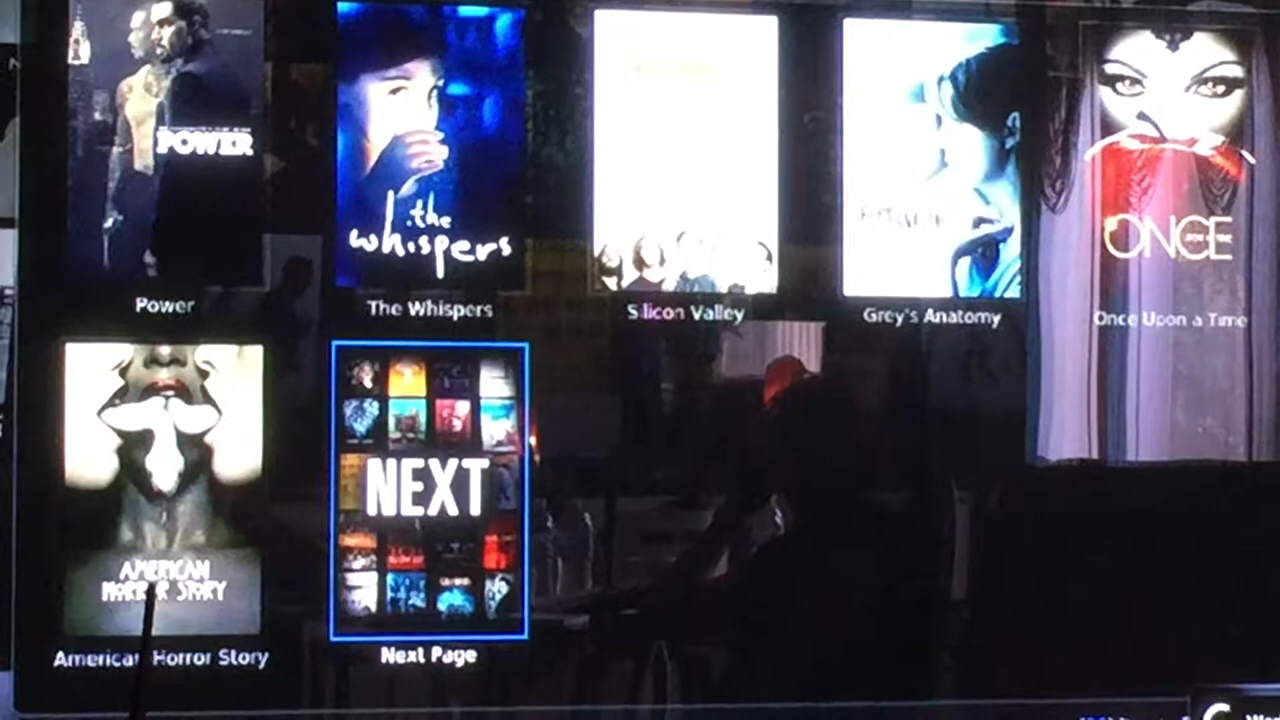 POWER
the
whispers
ONCE
Power
The Whispers
Silicon Valley
Grey's Anatomy
Once Upon a Time
NEXT
AMERICAN
HORROR STORY
American Horror Story
Next Page